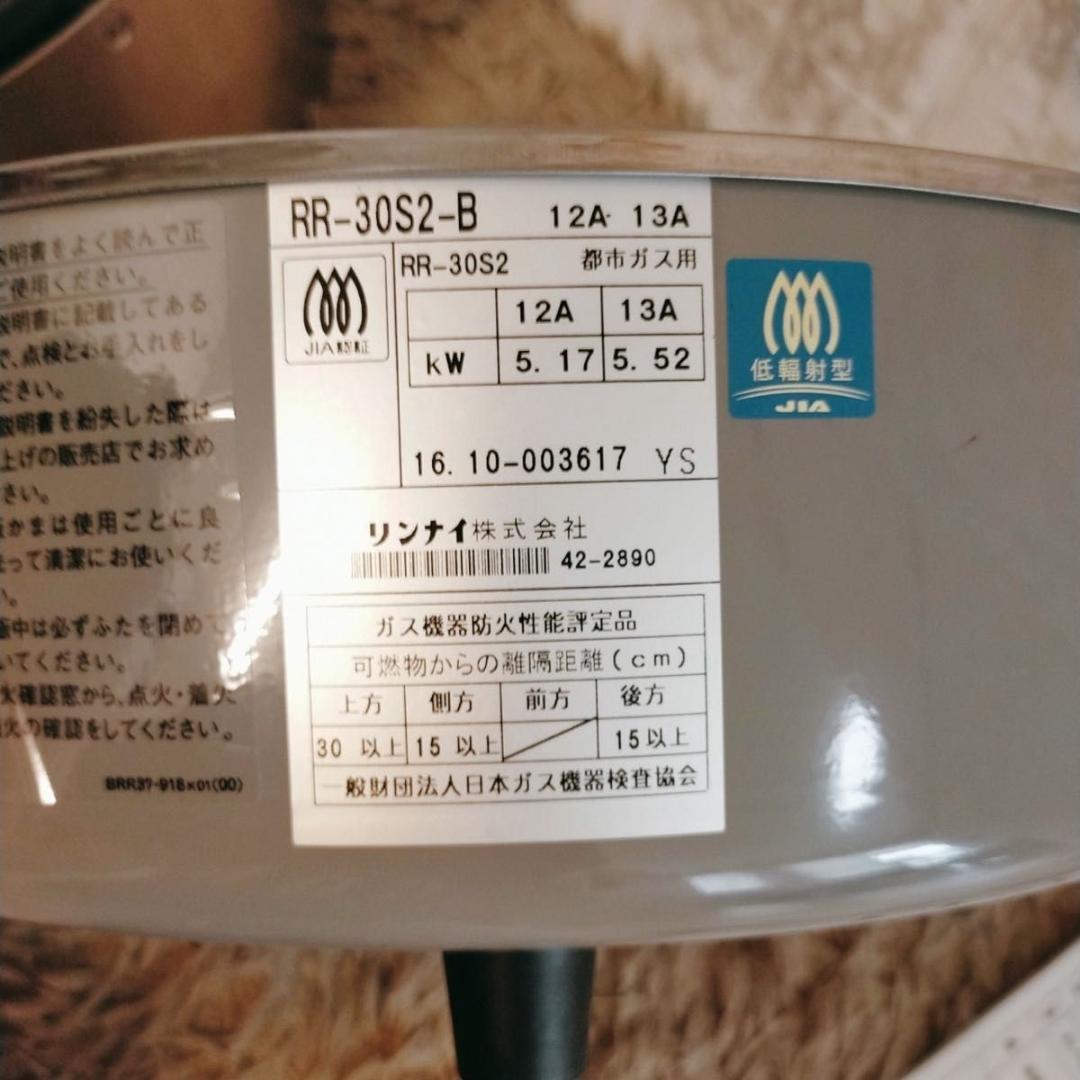 説明書をよく読んで正
ご使用ください。
説明書に記載してある
で、点検とお手入れをし
ださい。
説明書を紛失した際は
上げの販売店でお求め
さい。
飯かまは使用ごとに良
って清潔にお使いくだ
。
中は必ずふたを閉めて
いてください。
火確認窓から、点火・着火
火の確認をしてください。
BRR37-918×01(00)
RR-30S2-B 12A・13A
JIA認証
RR-30S2 都市ガス用
12A 13A
kW 5.17 5.52
16.10-003617 YS
リンナイ株式会社
42-2890
ガス機器防火性能評定品
可燃物からの離隔距離(cm)
上方 側方 前方 後方
30 以上 15 以上 15以上
一般財団法人日本ガス機器検査協会
低輻射型
JIA